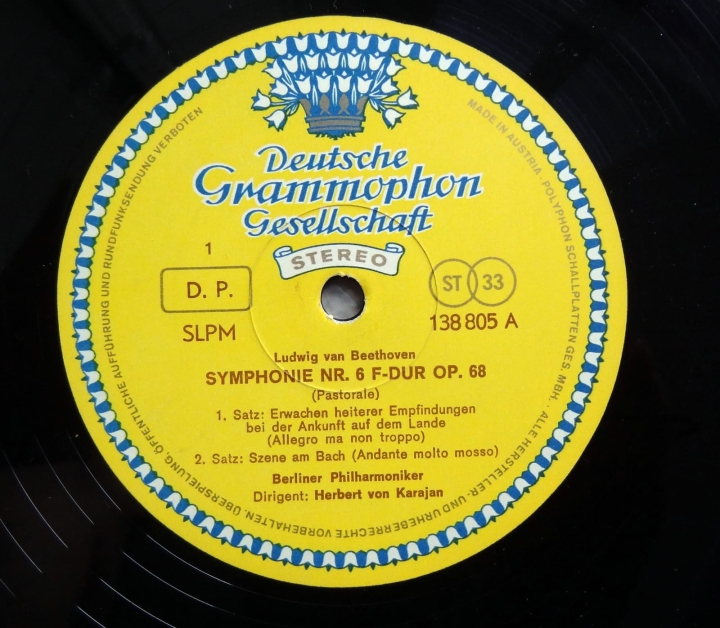 Deutsche
Grammophon
Gesellschaft
STEREO
1
D. P.
SLPM
ST 33
138 805 A
Ludwig van Beethoven
SYMPHONIE NR. 6 F-DUR OP. 68
(Pastorale)
1. Satz: Erwachen heiterer Empfindungen
bei der Ankunft auf dem Lande
(Allegro ma non troppo)
2. Satz: Szene am Bach (Andante molto mosso)
Berliner Philharmoniker
Dirigent: Herbert von Karajan
MADE IN AUSTRIA · POLYPHON SCHALLPLATTEN GES. MBH. · ALLE HERSTELLER- UND URHEBERRECHTE VORBEHALTEN. ÜBERSPIELUNG, ÖFFENTLICHE AUFFÜHRUNG UND RUNDFUNKSENDUNG VERBOTEN